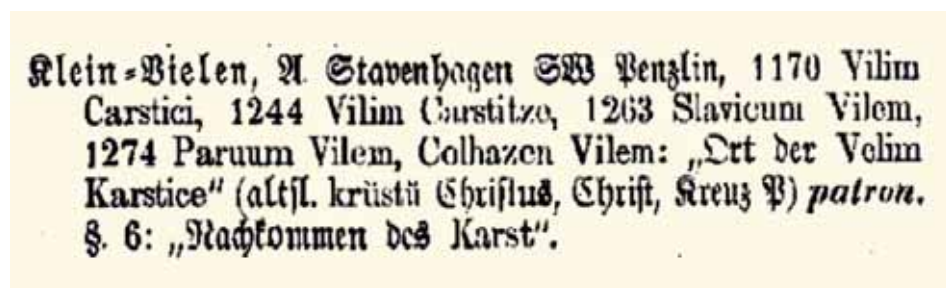 Klein-Vielen, A. Stavenhagen SW Penzlin, 1170 Vilim
Carstici, 1244 Vilim Carstitze, 1263 Slavicum Vilem,
1274 Paruum Vilem, Colhazen Vilem: „Ort der Velim
Karstice“ (altsl. krŭstŭ Christus, Christ, Kreuz P) patron.
§. 6: „Nachkommen des Karst“.